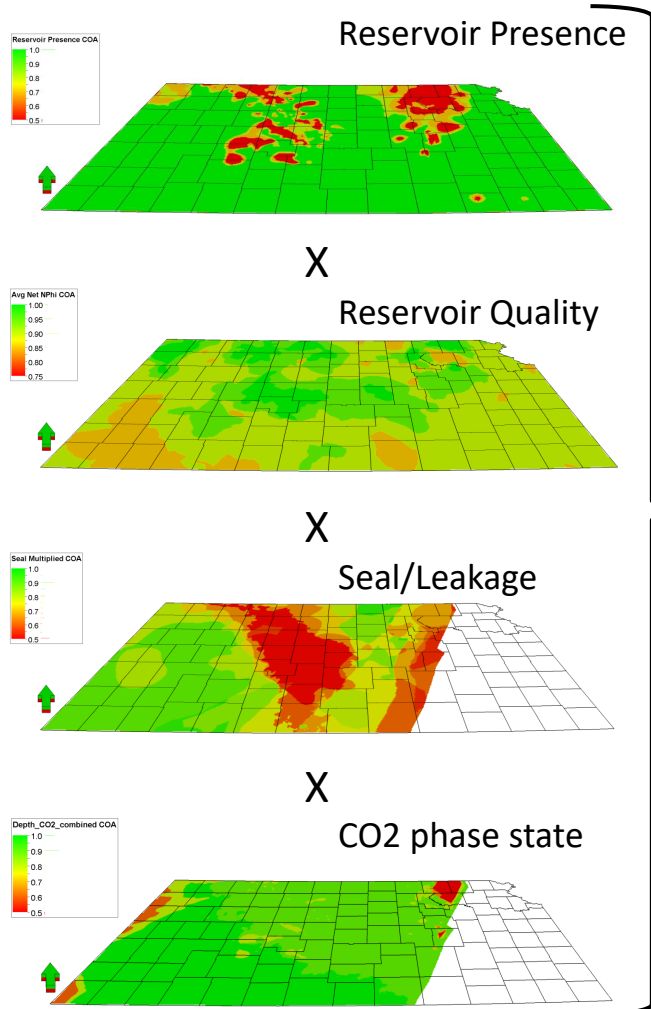 Reservoir Presence
Reservoir Presence COA
1.0
0.9
0.8
0.7
0.6
0.5
X
Reservoir Quality
Avg Net NPhi COA
1.00
0.95
0.90
0.85
0.80
0.75
X
Seal/Leakage
Seal Multiplied COA
1.0
0.9
0.8
0.7
0.6
0.5
X
CO2 phase state
Depth_CO2_combined COA
1.0
0.9
0.8
0.7
0.6
0.5